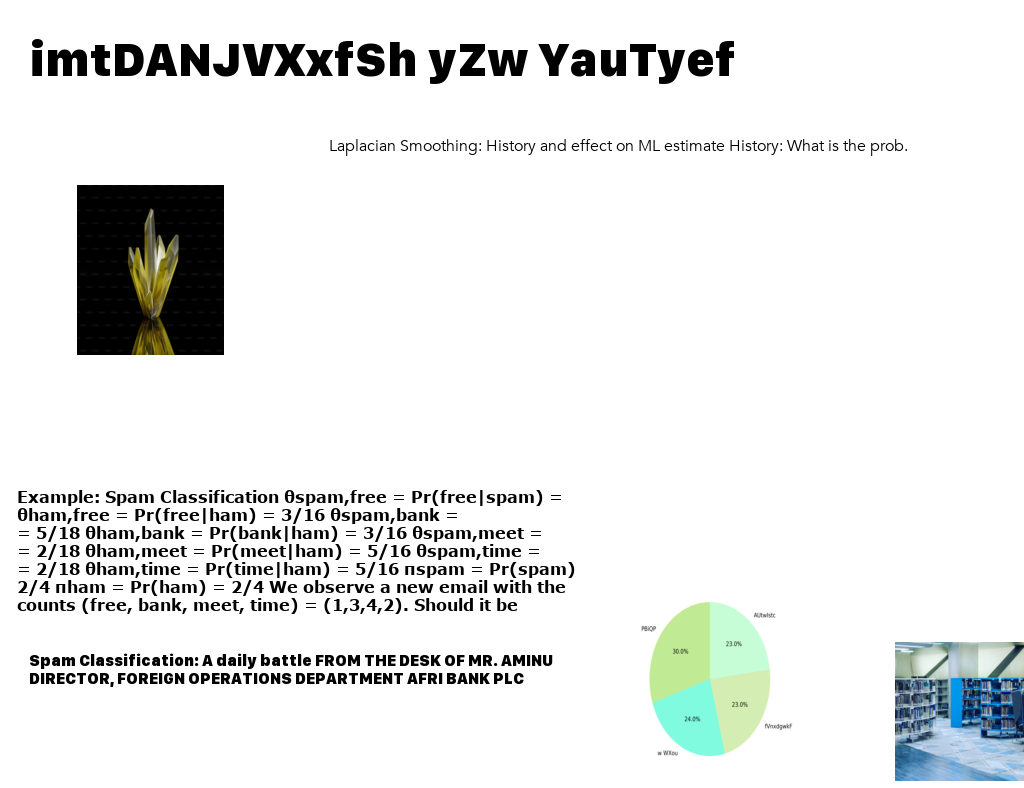 imtDANJVXxfSh yZw YauTyef
Laplacian Smoothing: History and effect on ML estimate History: What is the prob.
Example: Spam Classification θspam,free = Pr(free|spam) =
θham,free = Pr(free|ham) = 3/16 θspam,bank =
= 5/18 θham,bank = Pr(bank|ham) = 3/16 θspam,meet =
= 2/18 θham,meet = Pr(meet|ham) = 5/16 θspam,time =
= 2/18 θham,time = Pr(time|ham) = 5/16 πspam = Pr(spam)
2/4 πham = Pr(ham) = 2/4 We observe a new email with the
counts (free, bank, meet, time) = (1,3,4,2). Should it be
Spam Classification: A daily battle FROM THE DESK OF MR. AMINU
DIRECTOR, FOREIGN OPERATIONS DEPARTMENT AFRI BANK PLC
AUtwIstc
PBiQP
23.0%
30.0%
23.0%
24.0%
w WXou